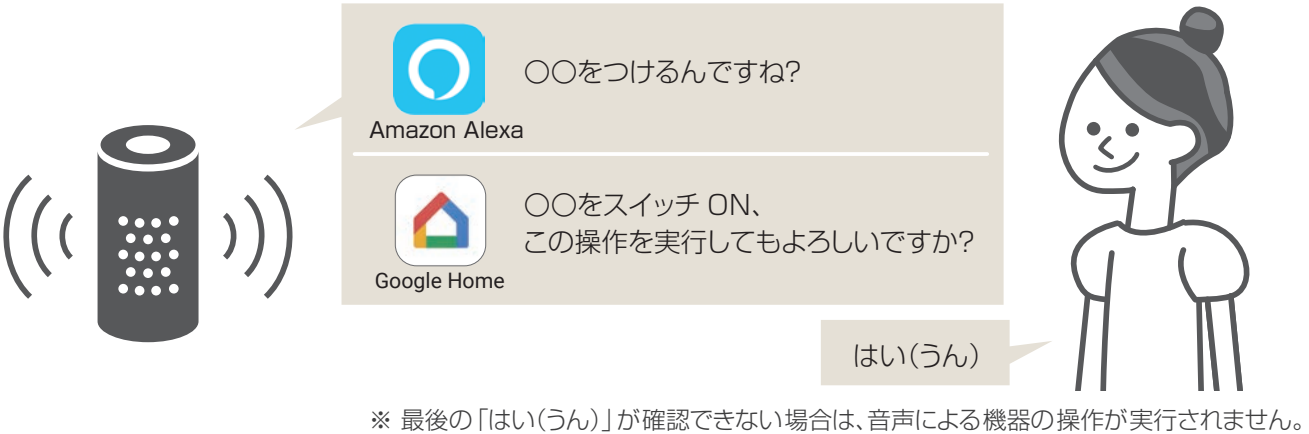 〇〇をつけるんですね?
Amazon Alexa
〇〇をスイッチ ON、
この操作を実行してもよろしいですか?
Google Home
はい(うん)
※ 最後の「はい(うん)」が確認できない場合は、音声による機器の操作が実行されません。